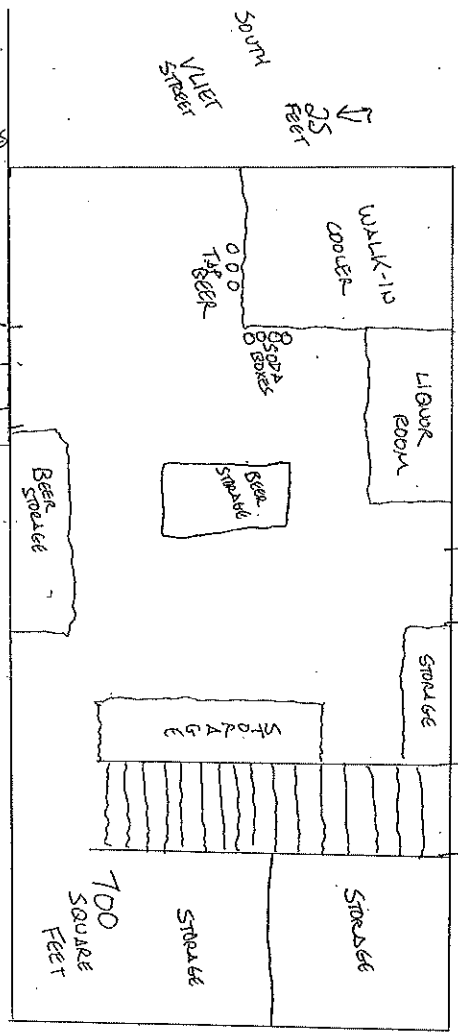 SOUTH
VLIET
STREET
25
FEET
WALK-IN
COOLER
TAP
BEER
SODA
BOXES
LIQUOR
ROOM
BEER
STORAGE
BEER
STORAGE
STORAGE
STORAGE
STORAGE
STORAGE
700
SQUARE
FEET